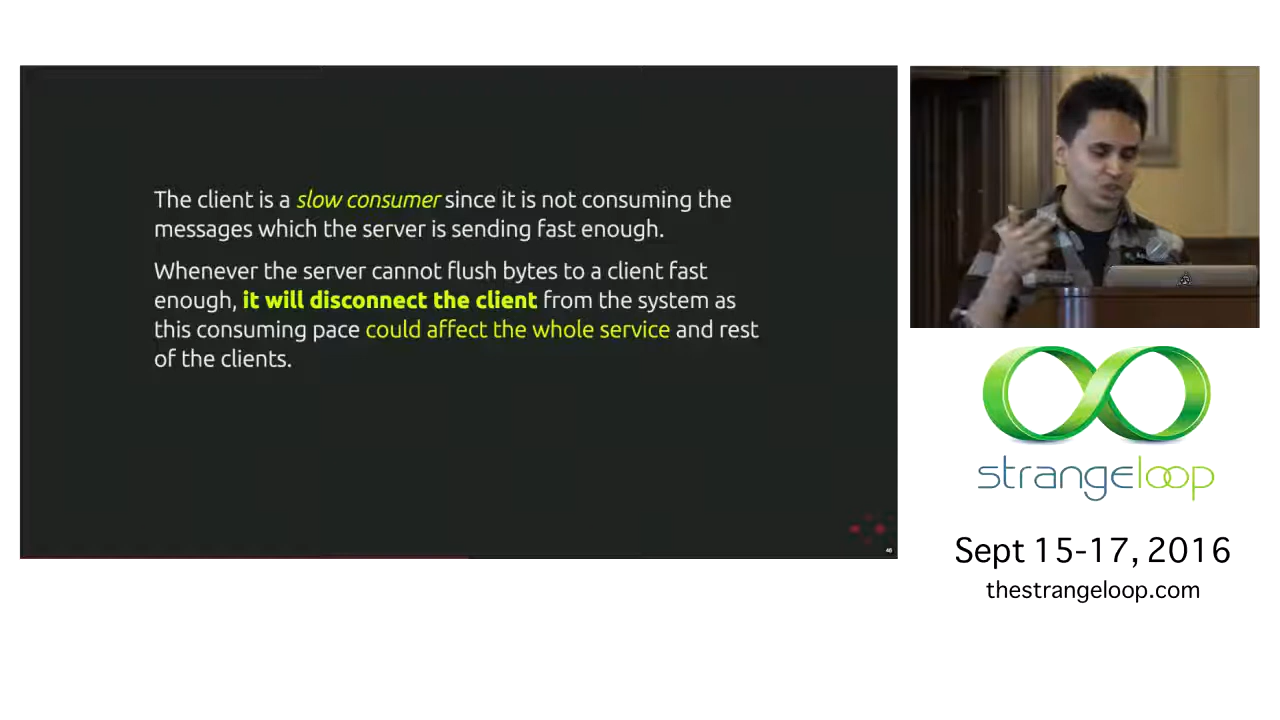 The client is a slow consumer since it is not consuming the
messages which the server is sending fast enough.
Whenever the server cannot flush bytes to a client fast
enough, it will disconnect the client from the system as
this consuming pace could affect the whole service and rest
of the clients.
46
strangeloop
Sept 15-17, 2016
thestrangeloop.com